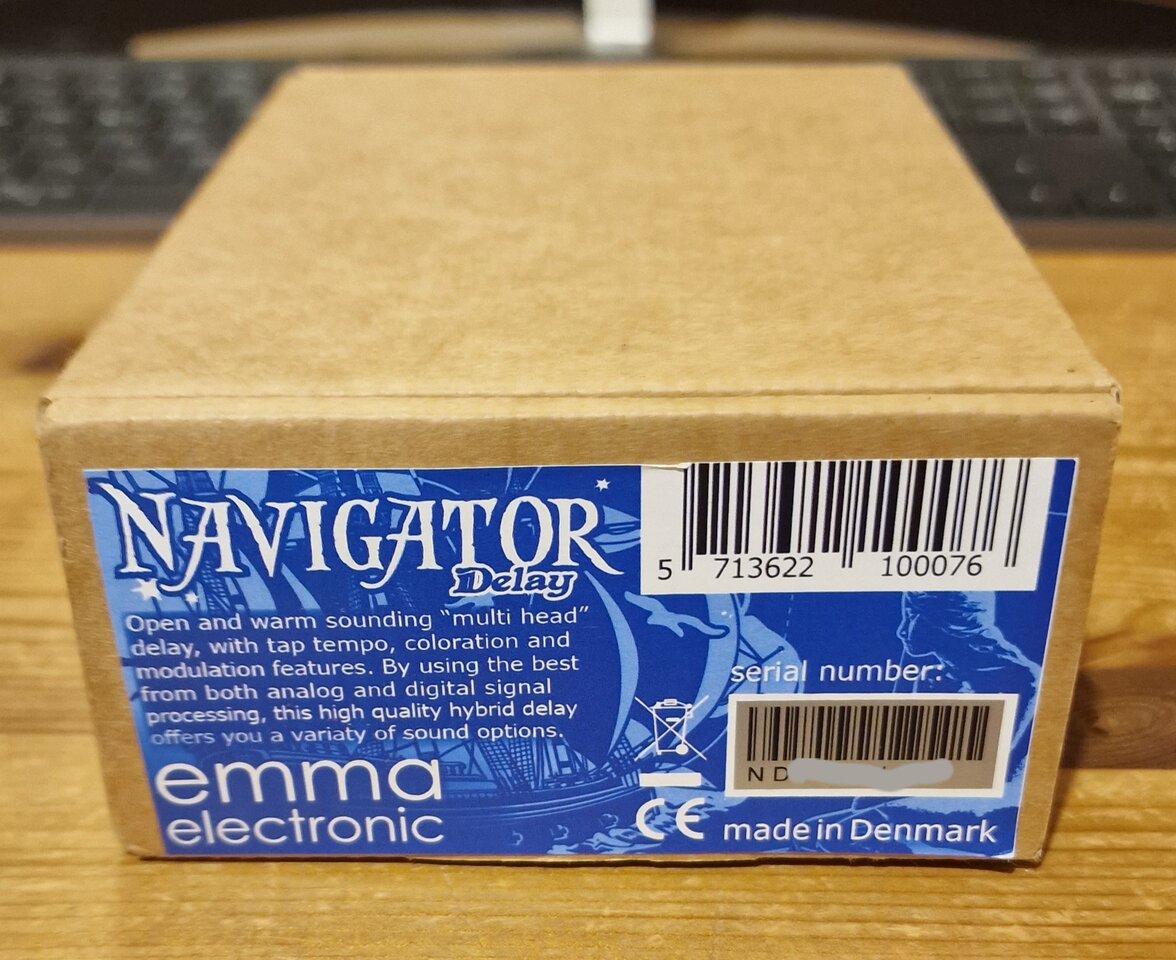 NAVIGATOR
Delay
Open and warm sounding “multi head”
delay, with tap tempo, coloration and
modulation features. By using the best
from both analog and digital signal
processing, this high quality hybrid delay
offers you a variaty of sound options.
emma
electronic
5 713622 100076
serial number:
ND
CE
made in Denmark